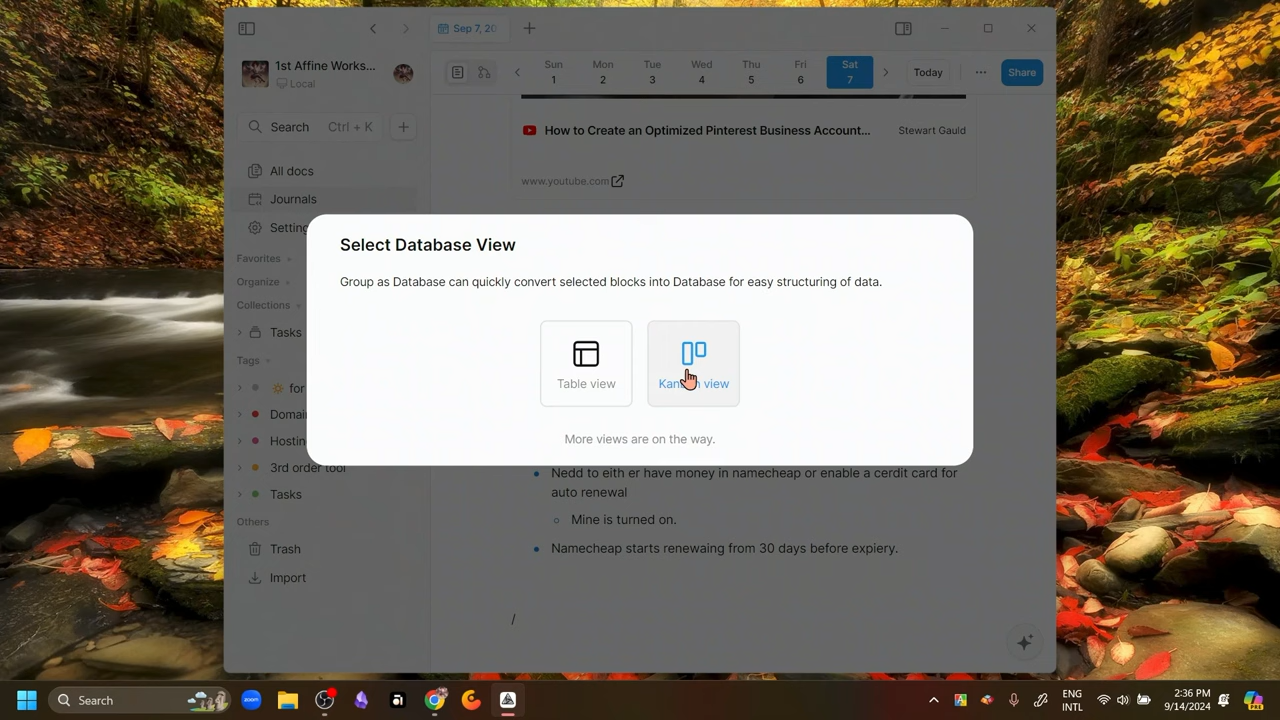 Sep 7, 20
1st Affine Works...
Local
Sun
1
Mon
2
Tue
3
Wed
4
Thu
5
Fri
6
Sat
7
Today
Share
Search
Ctrl + K
How to Create an Optimized Pinterest Business Account...
Stewart Gauld
www.youtube.com
All docs
Journals
Setting
Select Database View
Favorites
Organize
Group as Database can quickly convert selected blocks into Database for easy structuring of data.
Collections
Tasks
Tags
Table view
for
Domai
Hostin
More views are on the way.
3rd order tool
Tasks
Nedd to eith er have money in namecheap or enable a cerdit card for
auto renewal
Mine is turned on.
Others
Trash
Namecheap starts renewaing from 30 days before expiery.
Import
/
Search
zoom
ENG
INTL
2:36 PM
9/14/2024